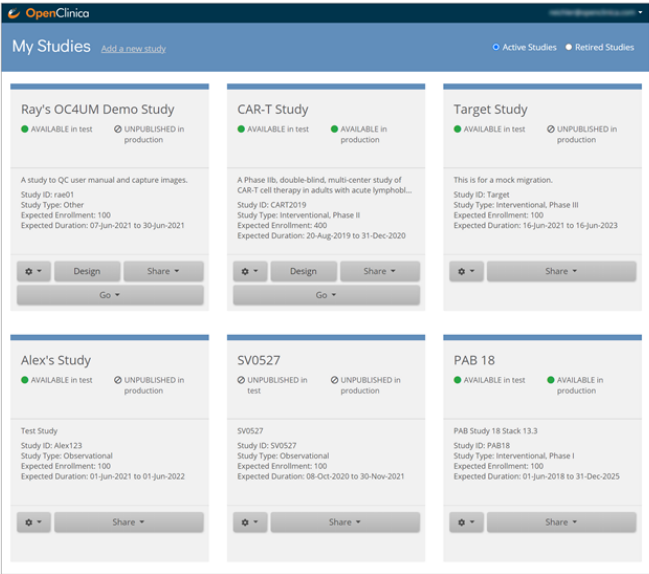 OpenClinica
My Studies Add a new study
Active Studies Retired Studies
Ray's OC4UM Demo Study
AVAILABLE in test UNPUBLISHED in
production
A study to QC user manual and capture images.
Study ID: rae01
Study Type: Other
Expected Enrollment: 100
Expected Duration: 07-Jun-2021 to 30-Jun-2021
Design Share
Go
CAR-T Study
AVAILABLE in test AVAILABLE in
production
A Phase IIb, double-blind, multi-center study of
CAR-T cell therapy in adults with acute lymphobl...
Study ID: CART2019
Study Type: Interventional, Phase II
Expected Enrollment: 400
Expected Duration: 20-Aug-2019 to 31-Dec-2020
Design Share
Go
Target Study
AVAILABLE in test UNPUBLISHED in
production
This is for a mock migration.
Study ID: Target
Study Type: Interventional, Phase III
Expected Enrollment: 100
Expected Duration: 16-Jun-2021 to 16-Jun-2023
Share
Alex's Study
AVAILABLE in test UNPUBLISHED in
production
Test Study
Study ID: Alex123
Study Type: Observational
Expected Enrollment: 100
Expected Duration: 01-Jun-2021 to 01-Jun-2022
Share
SV0527
UNPUBLISHED in UNPUBLISHED in
test production
SV0527
Study ID: SV0527
Study Type: Observational
Expected Enrollment: 100
Expected Duration: 08-Oct-2020 to 30-Nov-2021
Share
PAB 18
AVAILABLE in test AVAILABLE in
production
PAB Study 18 Stack 13.3
Study ID: PAB18
Study Type: Interventional, Phase I
Expected Enrollment: 100
Expected Duration: 01-Jun-2018 to 31-Dec-2025
Share